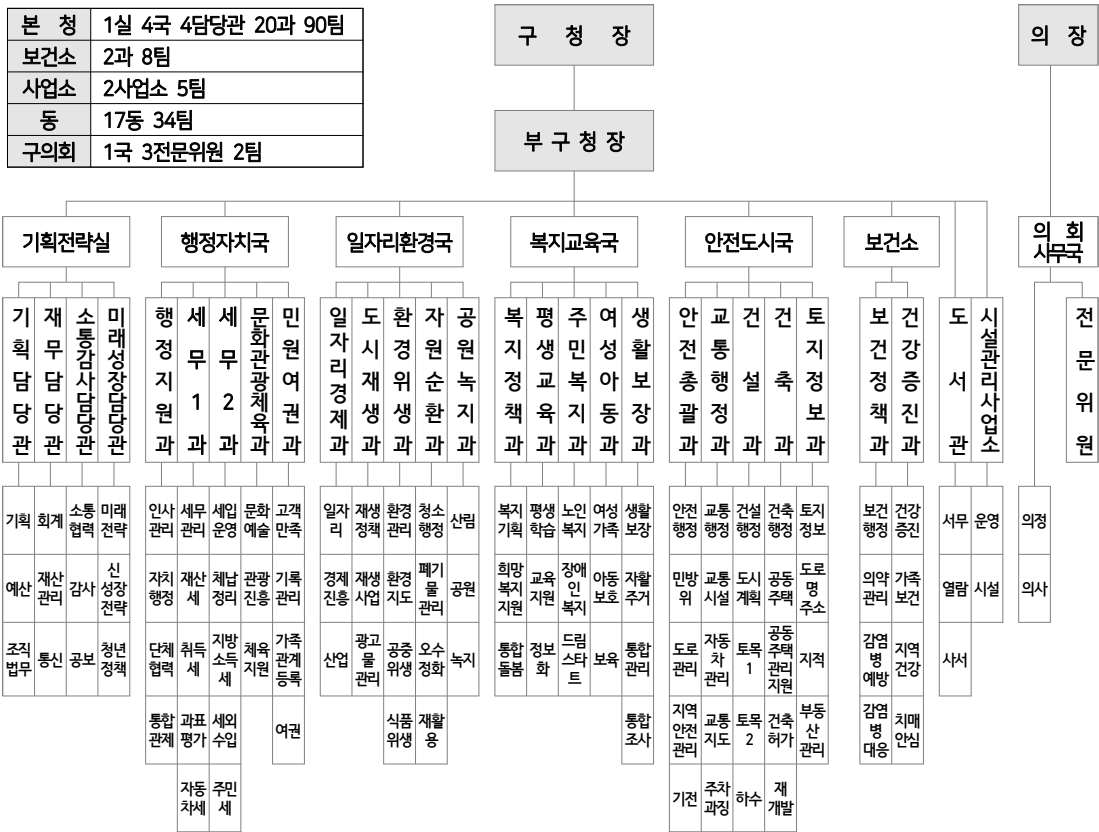 본 청 1실 4국 4담당관 20과 90팀
보건소 2과 8팀
사업소 2사업소 5팀
동 17동 34팀
구의회 1국 3전문위원 2팀
구 청 장
의 장
부구청장
기획전략실
행정자치국
일자리환경국
복지교육국
안전도시국
보건소
의 회
사무국
기획담당관
재무담당관
소통감사담당관
미래성장담당관
행정지원과
세무1과
세무2과
문화관광체육과
민원여권과
일자리경제과
도시재생과
환경위생과
자원순환과
공원녹지과
복지정책과
평생교육과
주민복지과
여성아동과
생활보장과
안전총괄과
교통행정과
건설과
건축과
토지정보과
보건정책과
건강증진과
도서관
시설관리사업소
전문위원
기획
예산
조직
법무
회계
재산
관리
통신
소통
협력
감사
공보
미래
전략
신
성장
전략
청년
정책
인사
관리
자치
행정
단체
협력
통합
관제
세무
관리
재산
세
취득
세
과표
평가
자동
차세
세입
운영
체납
정리
지방
소득
세
세외
수입
주민
세
문화
예술
관광
진흥
체육
지원
고객
만족
기록
관리
가족
관계
등록
여권
일자
리
경제
진흥
산업
재생
정책
재생
사업
광고
물
관리
환경
관리
환경
지도
공중
위생
식품
위생
청소
행정
폐기
물
관리
오수
정화
재활
용
산림
공원
녹지
복지
기획
희망
복지
지원
통합
돌봄
평생
학습
교육
지원
정보
화
노인
복지
장애
인
복지
드림
스타
트
여성
가족
아동
보호
보육
생활
보장
자활
주거
통합
관리
통합
조사
안전
행정
민방
위
도로
관리
지역
안전
관리
기전
교통
행정
교통
시설
자동
차
관리
교통
지도
주차
과징
건설
행정
도시
계획
토목
1
토목
2
하수
건축
행정
공동
주택
공동
주택
관리
지원
건축
허가
재
개발
토지
정보
도로
명
주소
지적
부동
산
관리
보건
행정
의약
관리
감염
병
예방
감염
병
대응
건강
증진
가족
보건
지역
건강
치매
안심
서무
열람
사서
운영
시설
의정
의사